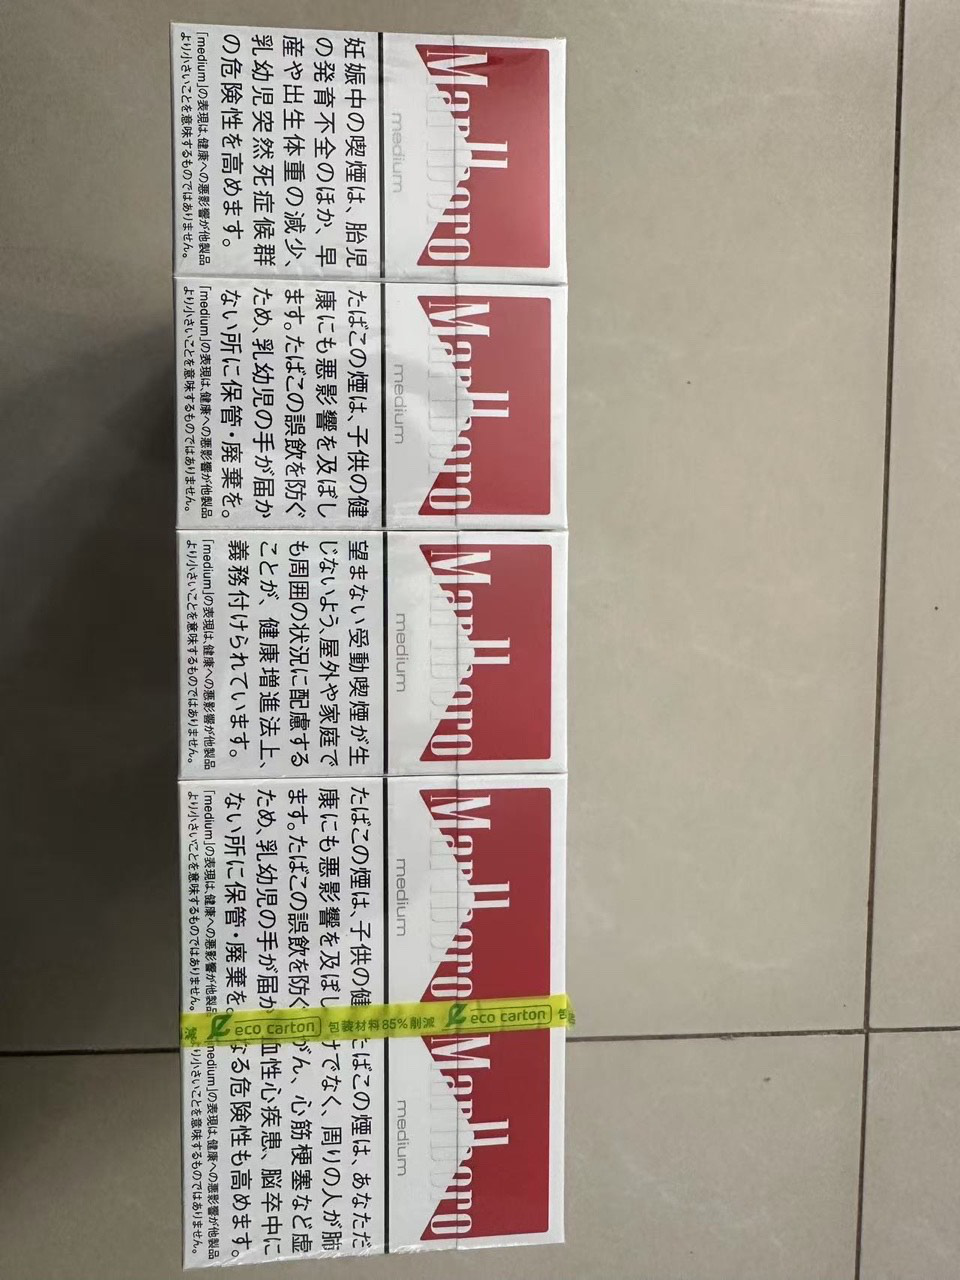 Marlboro
medium
妊娠中の喫煙は、胎児
の発育不全のほか、早
産や出生体重の減少、
乳幼児突然死症候群
の危険性を高めます。
「medium」の表現は、健康への悪影響が他製品
より小さいことを意味するものではありません。
Marlboro
medium
たばこの煙は、子供の健
康にも悪影響を及ぼし
ます。たばこの誤飲を防ぐ
ため、乳幼児の手が届か
ない所に保管・廃棄を。
「medium」の表現は、健康への悪影響が他製品
より小さいことを意味するものではありません。
Marlboro
medium
望まない受動喫煙が生
じないよう、屋外や家庭で
も周囲の状況に配慮する
ことが、健康増進法上、
義務付けられています。
「medium」の表現は、健康への悪影響が他製品
より小さいことを意味するものではありません。
Marlboro
medium
たばこの煙は、子供の健
康にも悪影響を及ぼし
ます。たばこの誤飲を防ぐ
ため、乳幼児の手が届か
ない所に保管・廃棄を。
「medium」の表現は、健康への悪影響が他製品
より小さいことを意味するものではありません。
減 eco carton 包装材料85%削減 eco carton 包
Marlboro
medium
たばこの煙は、あなただ
けでなく、周りの人が肺
がん、心筋梗塞など虚
血性心疾患、脳卒中に
なる危険性も高めます。
medium」の表現は、健康への悪影響が他製品
より小さいことを意味するものではありません。